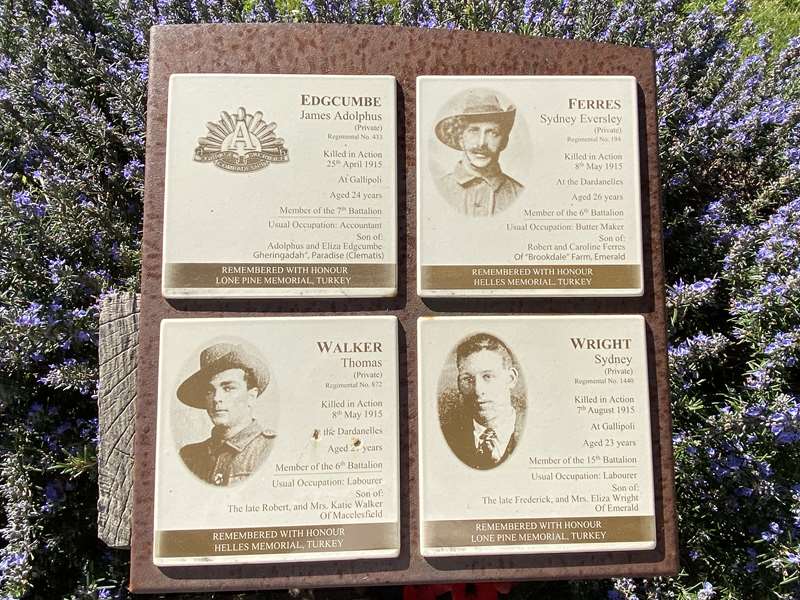 EDGCUMBE
James Adolphus
(Private)
Regimental No. 433
Killed in Action
25th April 1915
At Gallipoli
Aged 24 years
Member of the 7th Battalion
Usual Occupation: Accountant
Son of:
Adolphus and Eliza Edgcumbe
Gheringadah", Paradise (Clematis)
REMEMBERED WITH HONOUR
LONE PINE MEMORIAL, TURKEY
FERRES
Sydney Eversley
(Private)
Regimental No. 184
Killed in Action
8th May 1915
At the Dardanelles
Aged 26 years
Member of the 6th Battalion
Usual Occupation: Butter Maker
Son of:
Robert and Caroline Ferres
Of "Brookdale" Farm, Emerald
REMEMBERED WITH HONOUR
HELLES MEMORIAL, TURKEY
WALKER
Thomas
(Private)
Regimental No. 872
Killed in Action
8th May 1915
the Dardanelles
Aged years
Member of the 6th Battalion
Usual Occupation: Labourer
Son of:
The late Robert, and Mrs. Katie Walker
Of Macclesfield
REMEMBERED WITH HONOUR
HELLES MEMORIAL, TURKEY
WRIGHT
Sydney
(Private)
Regimental No. 1440
Killed in Action
7th August 1915
At Gallipoli
Aged 23 years
Member of the 15th Battalion
Usual Occupation: Labourer
Son of:
The late Frederick, and Mrs. Eliza Wright
Of Emerald
REMEMBERED WITH HONOUR
LONE PINE MEMORIAL, TURKEY